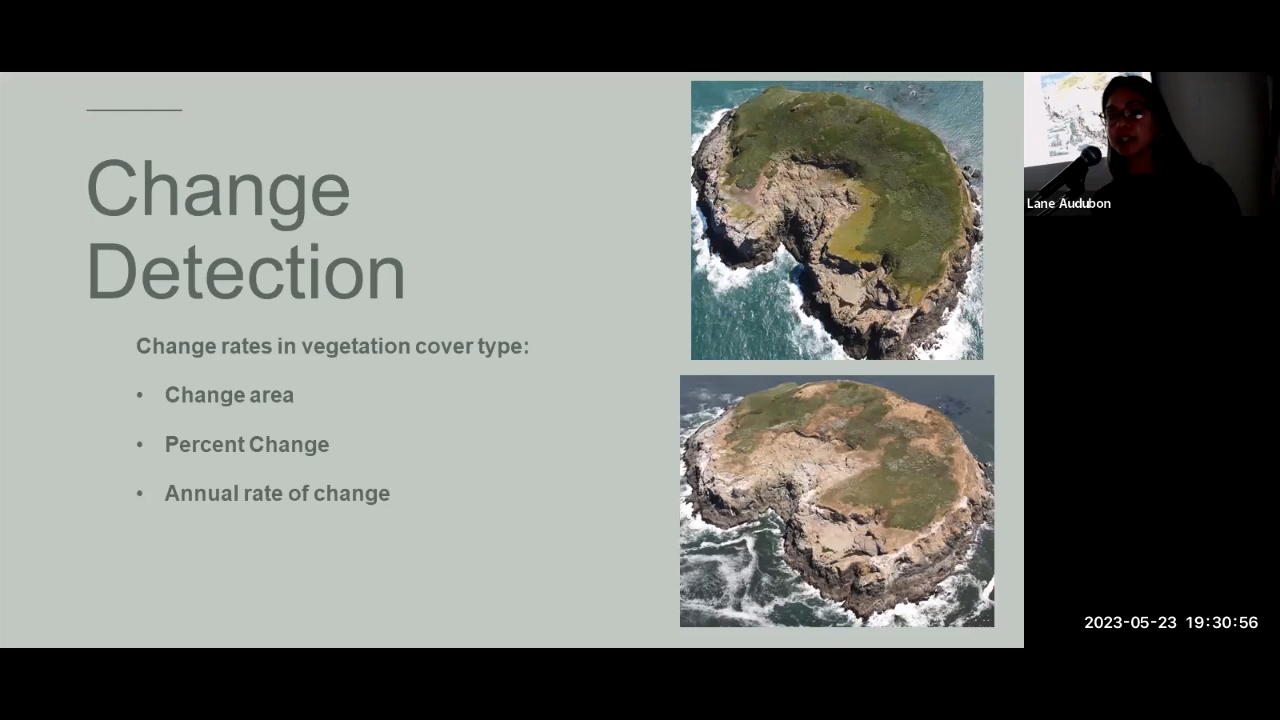 Change
Detection
Change rates in vegetation cover type:
• Change area
• Percent Change
• Annual rate of change
Lane Audubon
2023-05-23 19:30:56